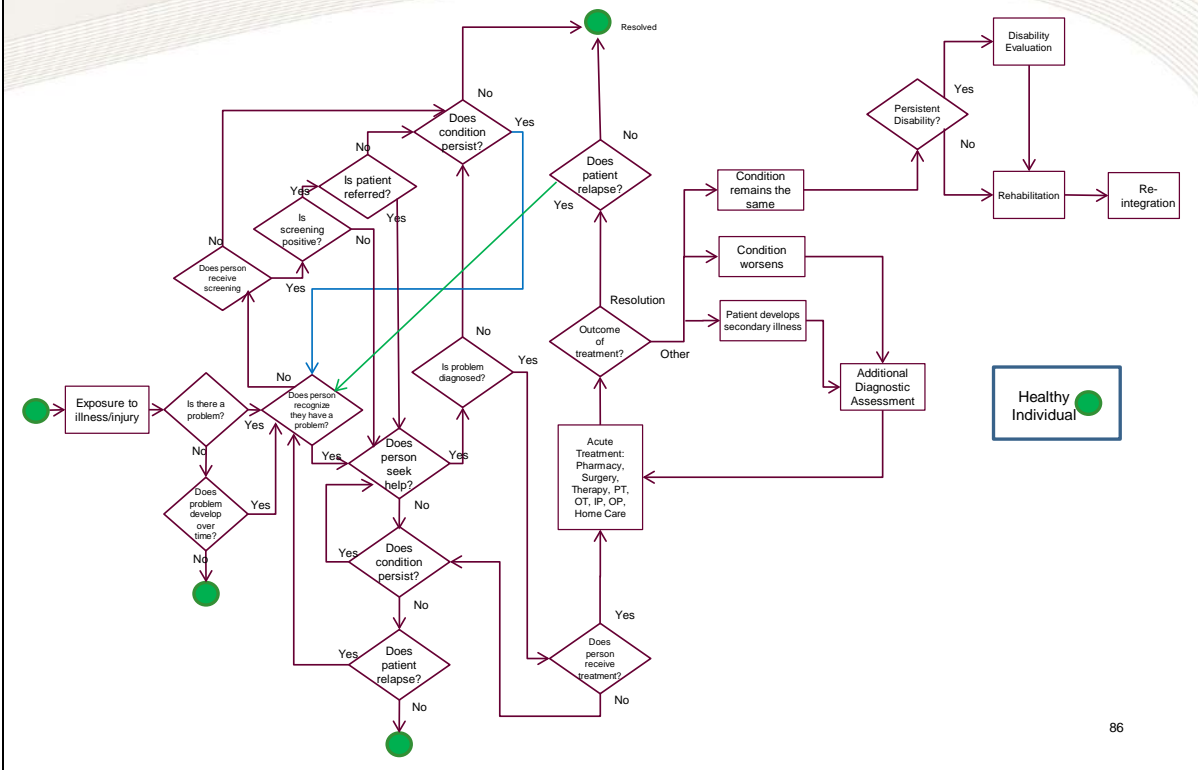 Resolved
Disability
Evaluation
No
Yes
Does
condition
persist?
Yes
Persistent
Disability?
No
No
Does
patient
relapse?
Yes
No
Is patient
referred?
Yes
Condition
remains the
same
Rehabilitation
Re-
integration
Yes
Is
screening
positive?
No
No
Does person
receive
screening
Yes
Condition
worsens
Resolution
Patient develops
secondary illness
Outcome
of
treatment?
Other
No
Is problem
diagnosed?
Yes
Additional
Diagnostic
Assessment
Healthy
Individual
Exposure to
illness/injury
Is there a
problem?
Yes
No
No
Does person
recognize
they have a
problem?
Yes
Does
person
seek
help?
Yes
No
Acute
Treatment:
Pharmacy,
Surgery,
Therapy, PT,
OT, IP, OP,
Home Care
Does
problem
develop
over
time?
Yes
No
Does
condition
persist?
Yes
No
Does
patient
relapse?
Yes
No
Yes
Does
person
receive
treatment?
No
86